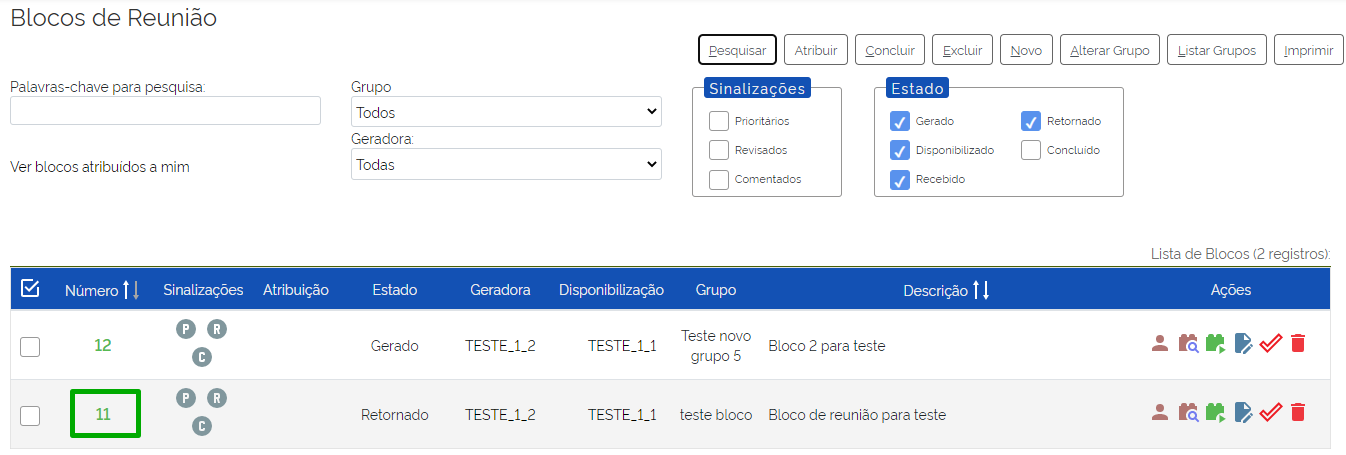 Blocos de Reunião
Pesquisar Atribuir Concluir Excluir Novo Alterar Grupo Listar Grupos Imprimir
Palavras-chave para pesquisa:
Grupo
Todos
Geradora:
Todas
Ver blocos atribuídos a mim
Sinalizações
Prioritários
Revisados
Comentados
Estado
Gerado Retornado
Disponibilizado Concluído
Recebido
Lista de Blocos (2 registros):
Número Sinalizações Atribuição Estado Geradora Disponibilização Grupo Descrição Ações
12 P R C Gerado TESTE_1_2 TESTE_1_1 Teste novo grupo 5 Bloco 2 para teste
11 P R C Retornado TESTE_1_2 TESTE_1_1 teste bloco Bloco de reunião para teste